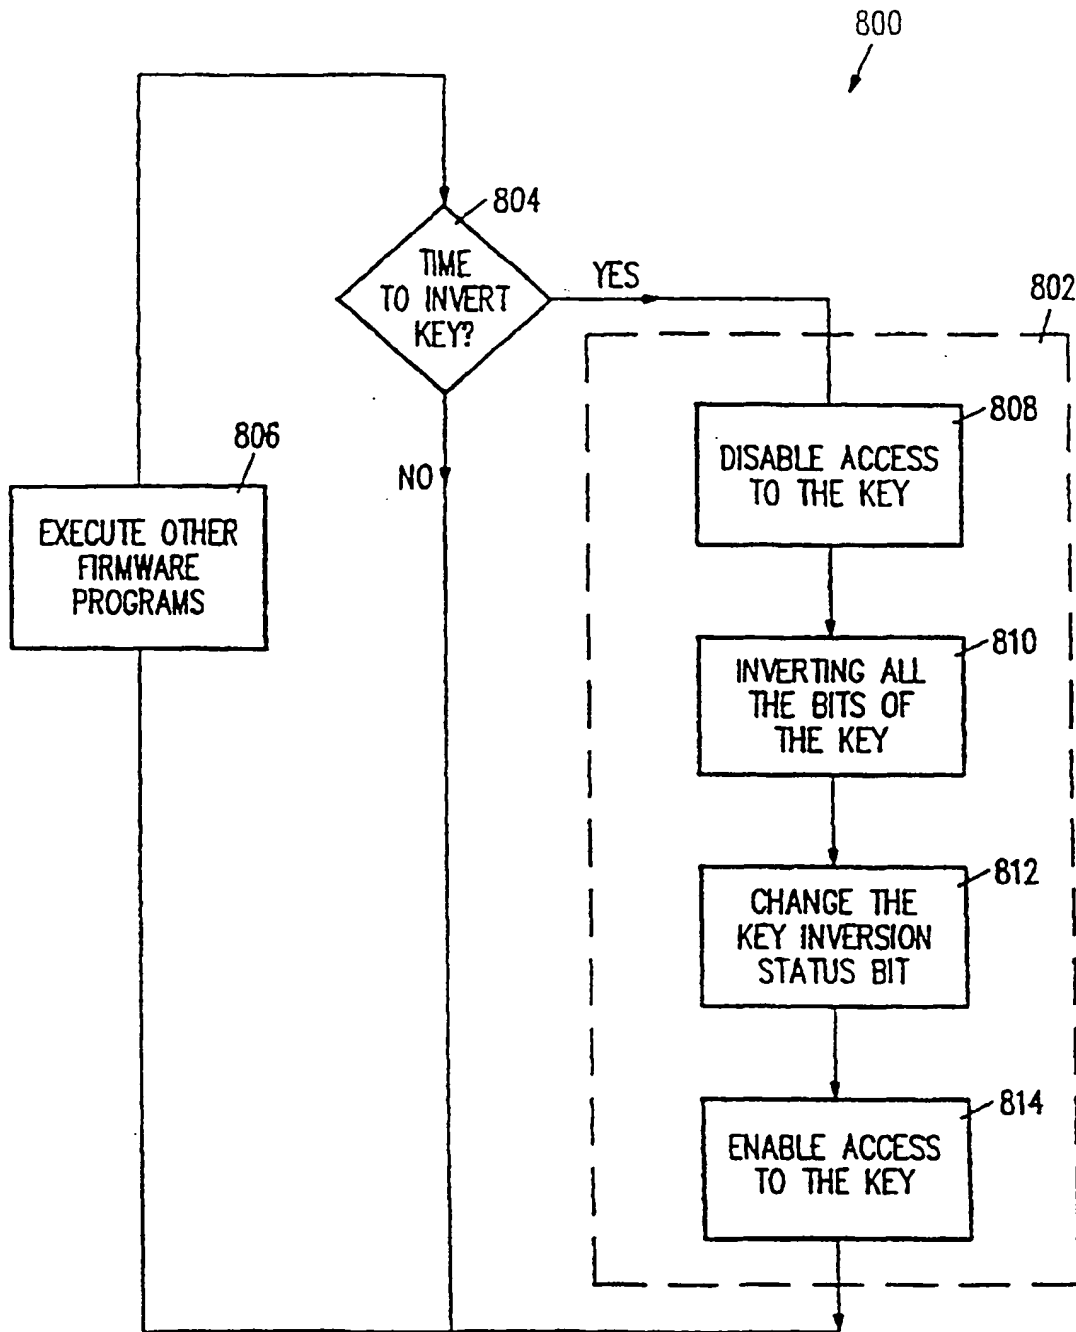 800
804
TIME
TO INVERT
KEY?
YES
802
808
DISABLE ACCESS
TO THE KEY
806
NO
EXECUTE OTHER
FIRMWARE
PROGRAMS
810
INVERTING ALL
THE BITS OF
THE KEY
812
CHANGE THE
KEY INVERSION
STATUS BIT
814
ENABLE ACCESS
TO THE KEY